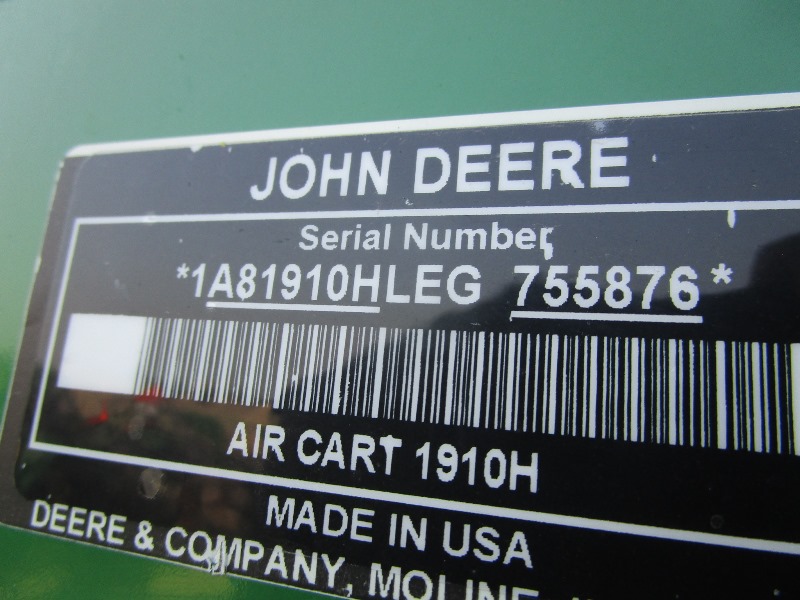 JOHN DEERE
Serial Number
*1A81910HLEG 755876*
AIR CART 1910H
MADE IN USA
DEERE & COMPANY, MOLINE,